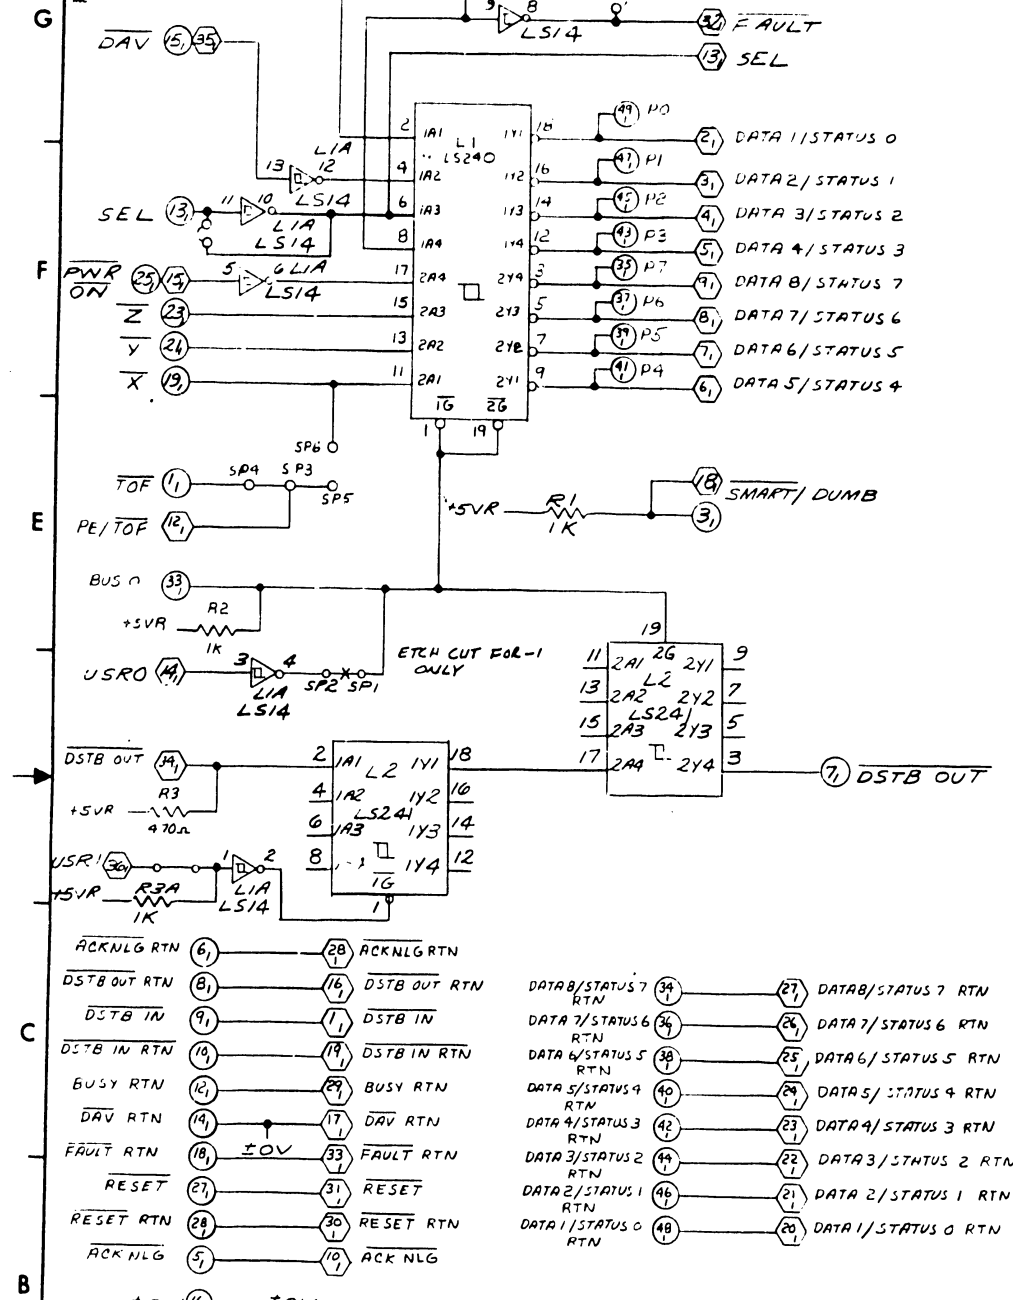 G
9 8
LS14
32, FAULT
DAV 15, 35,
13, SEL
49, P0
2 1A1 L1 LS240 1Y1 18
2, DATA 1/STATUS 0
13 L1A 12 LS14
4 1A2 1Y2 16
47, P1
3, DATA 2/STATUS 1
SEL 13, 11 10 L1A LS14
6 1A3 1Y3 14
45, P2
4, DATA 3/STATUS 2
8 1A4 1Y4 12
43, P3
5, DATA 4/STATUS 3
F
PWR ON 25, 15, 5 6 L1A LS14
17 2A4 2Y4 3
35, P7
9, DATA 8/STATUS 7
Z 23
15 2A3 2Y3 5
37, P6
8, DATA 7/STATUS 6
Y 21,
13 2A2 2Y2 7
39, P5
7, DATA 6/STATUS 5
X 19,
11 2A1 2Y1 9
41, P4
6, DATA 5/STATUS 4
1G 2G
1 19
SP6
TOF 1, SP4 SP3
SP5
18, SMART/ DUMB
+5VR R1
1K
3,
E
PE/TOF 12,
BUS 33,
R2
+5VR
1K
19
ETCH CUT FOR-1
ONLY
USR0 14, 3 4
L1A
LS14
SP2 X SP1
11 2A1 2G 2Y1 9
L2
13 2A2 2Y2 7
LS241
15 2A3 2Y3 5
17 2A4 2Y4 3
7, DSTB OUT
DSTB OUT 34,
R3
+5VR
470Ω
2 1A1 L2 1Y1 18
4 1A2 1Y2 16
LS241
6 1A3 1Y3 14
8 1Y4 12
1G
1
USR1 36, 1 2
L1A
LS14
+5VR R3A
1K
ACKNLG RTN 6, 28, ACKNLG RTN
DSTB OUT RTN 8, 16, DSTB OUT RTN
DSTB IN 9, 1, DSTB IN
DSTB IN RTN 10, 19, DSTB IN RTN
BUSY RTN 12, 29, BUSY RTN
DAV RTN 14, 17, DAV RTN
±0V
FAULT RTN 18, 33, FAULT RTN
RESET 27, 31, RESET
RESET RTN 28, 30, RESET RTN
ACKNLG 5, 10, ACKNLG
C
B
DATA8/STATUS 7 RTN 34, 27, DATA8/STATUS 7 RTN
DATA 7/STATUS 6 RTN 36, 26, DATA 7/STATUS 6 RTN
DATA 6/STATUS 5 RTN 38, 25, DATA6/ STATUS 5 RTN
DATA 5/STATUS 4 RTN 40, 24, DATA5/ STATUS 4 RTN
DATA 4/STATUS 3 RTN 42, 23, DATA4/ STATUS 3 RTN
DATA 3/STATUS 2 RTN 44, 22, DATA3/ STATUS 2 RTN
DATA 2/STATUS 1 RTN 46, 21, DATA 2/STATUS 1 RTN
DATA 1/STATUS 0 RTN 48, 20, DATA 1/STATUS 0 RTN